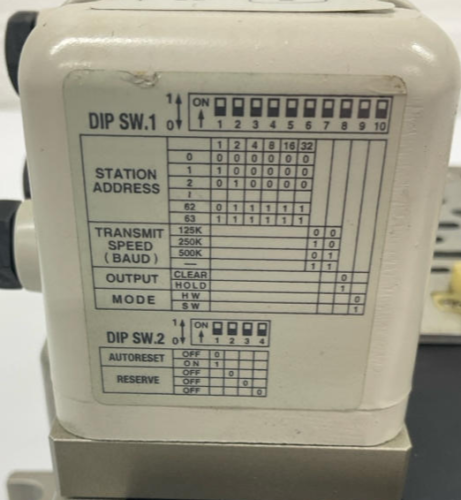 DIP SW.1 1 0 ON 1 2 3 4 5 6 7 8 9 10
STATION ADDRESS 1 2 4 8 16 32
0 0 0 0 0 0 0
1 1 0 0 0 0 0
2 0 1 0 0 0 0
62 0 1 1 1 1 1
63 1 1 1 1 1 1
TRANSMIT SPEED (BAUD) 125K 0 0
250K 1 0
500K 0 1
— 1 1
OUTPUT CLEAR 0
HOLD 1
MODE HW 0
SW 1
DIP SW.2 1 0 ON 1 2 3 4
AUTORESET OFF 0
ON 1
RESERVE OFF 0
OFF 0
OFF 0